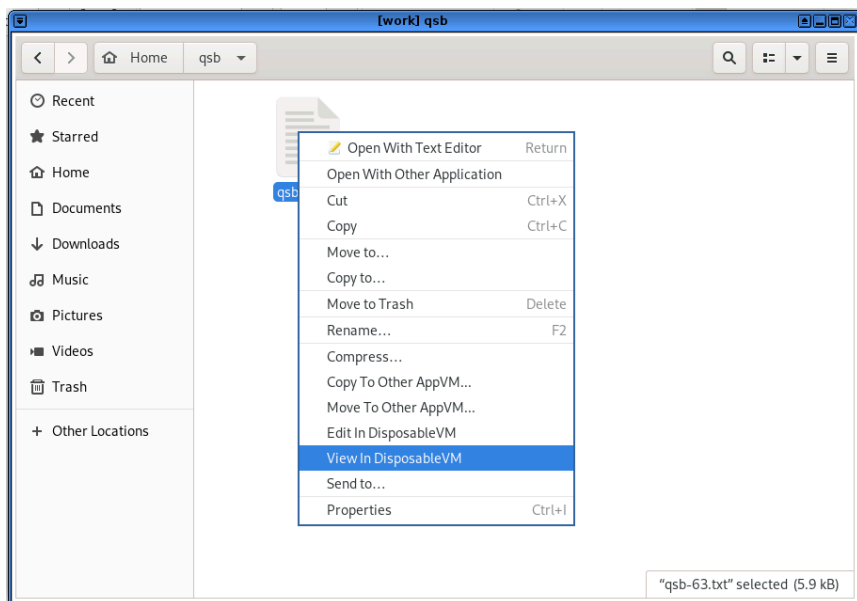 [work] qsb
Home
qsb
Recent
Starred
Home
Documents
Downloads
Music
Pictures
Videos
Trash
+ Other Locations
qsb
Open With Text Editor Return
Open With Other Application
Cut Ctrl+X
Copy Ctrl+C
Move to…
Copy to…
Move to Trash Delete
Rename… F2
Compress…
Copy To Other AppVM…
Move To Other AppVM…
Edit In DisposableVM
View In DisposableVM
Send to…
Properties Ctrl+I
“qsb-63.txt” selected (5.9 kB)